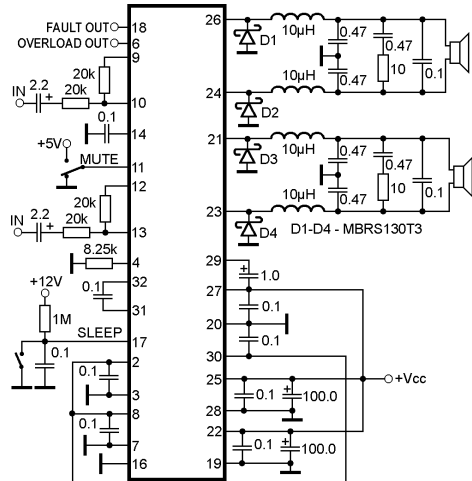 FAULT OUT 18
OVERLOAD OUT 6
9
20k
IN 2.2 + 20k 10
0.1
14
+5V
MUTE 11
12
20k
IN 2.2 + 20k 13
8.25k
4
32
0.1
31
+12V
1M
SLEEP 17
0.1
2
0.1
3
8
0.1
7
16
26 10µH
D1 0.47 0.47
0.47 10 0.1
10µH
24
D2
21 10µH
D3 0.47 0.47
0.47 10 0.1
10µH
23
D4 D1-D4 - MBRS130T3
29
+ 1.0
27
0.1
20
0.1
30
25 +Vcc
0.1 + 100.0
28
22
0.1 + 100.0
19